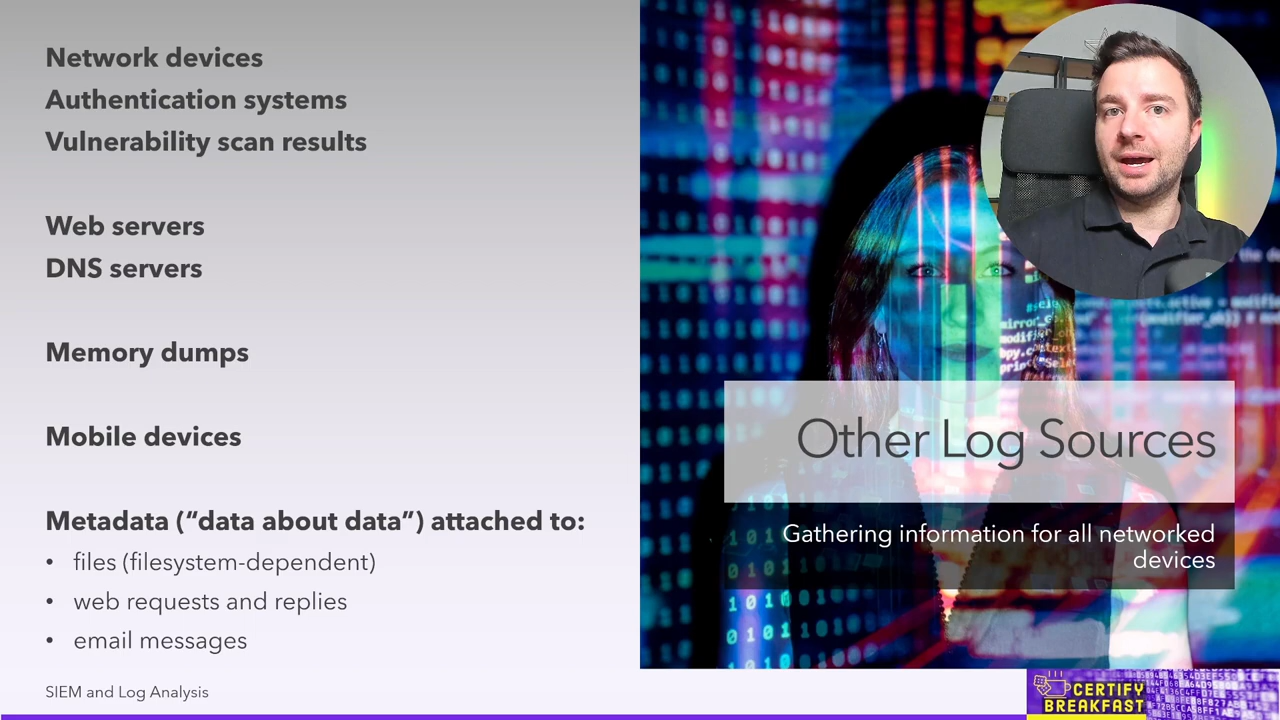 Network devices
Authentication systems
Vulnerability scan results
Web servers
DNS servers
Memory dumps
Mobile devices
Metadata (“data about data”) attached to:
• files (filesystem-dependent)
• web requests and replies
• email messages
Other Log Sources
Gathering information for all networked
devices
SIEM and Log Analysis
CERTIFY
BREAKFAST